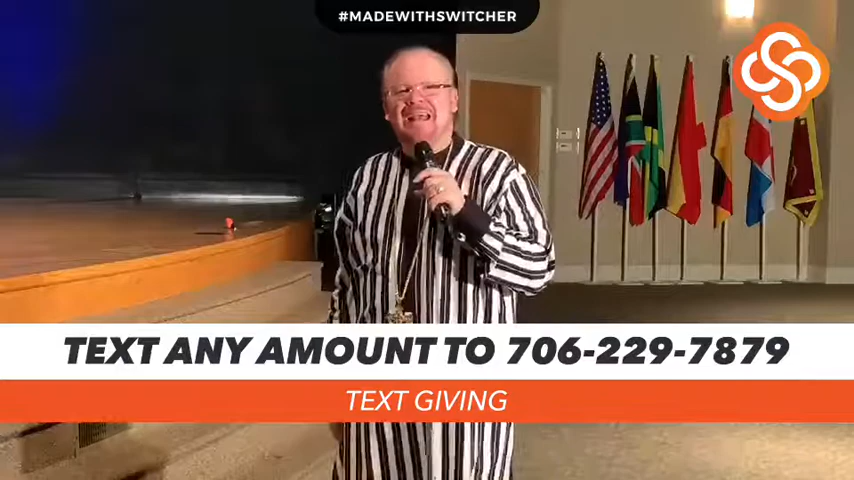 #MADEWITHSWITCHER
TEXT ANY AMOUNT TO 706-229-7879
TEXT GIVING